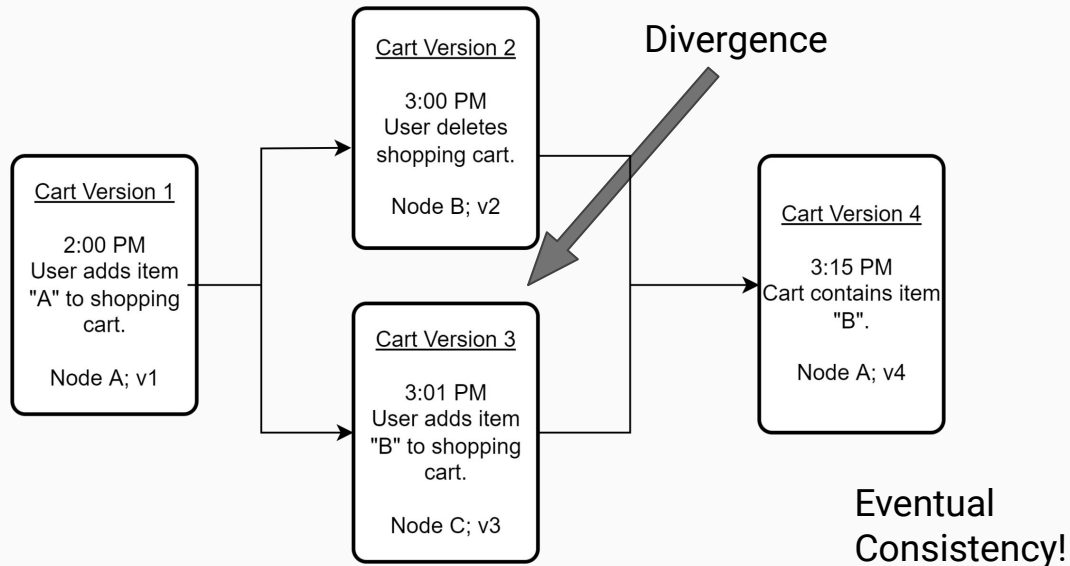 Divergence
Cart Version 1
2:00 PM
User adds item
"A" to shopping
cart.
Node A; v1
Cart Version 2
3:00 PM
User deletes
shopping cart.
Node B; v2
Cart Version 3
3:01 PM
User adds item
"B" to shopping
cart.
Node C; v3
Cart Version 4
3:15 PM
Cart contains item
"B".
Node A; v4
Eventual
Consistency!